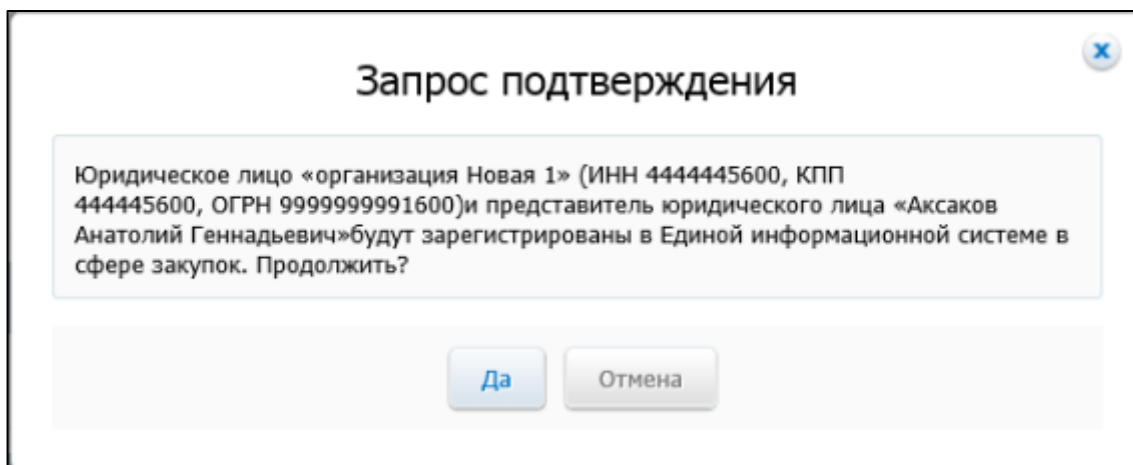 Запрос подтверждения
Юридическое лицо «организация Новая 1» (ИНН 4444445600, КПП
444445600, ОГРН 9999999991600)и представитель юридического лица «Аксаков
Анатолий Геннадьевич»будут зарегистрированы в Единой информационной системе в
сфере закупок. Продолжить?
Да Отмена